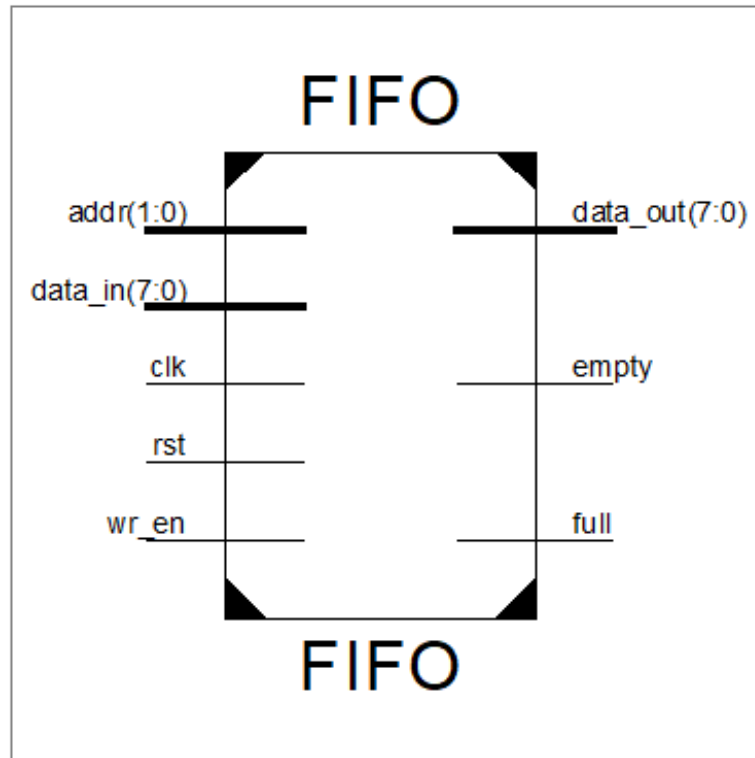 FIFO
addr(1:0)
data_out(7:0)
data_in(7:0)
clk
empty
rst
wr_en
full
FIFO